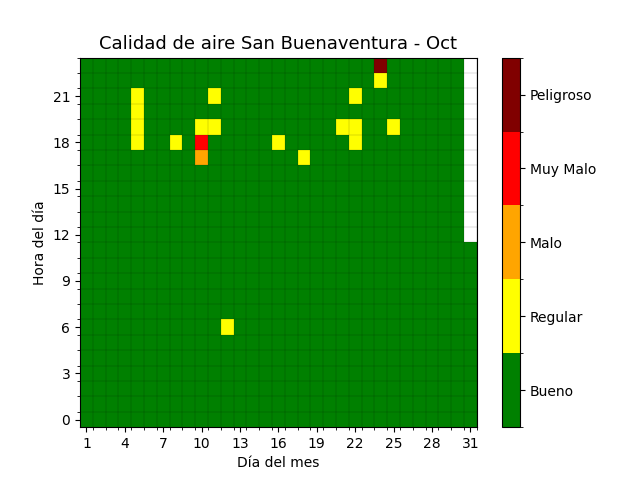 Calidad de aire San Buenaventura - Oct
Hora del día
21
18
15
12
9
6
3
0
1 4 7 10 13 16 19 22 25 28 31
Día del mes
Peligroso
Muy Malo
Malo
Regular
Bueno